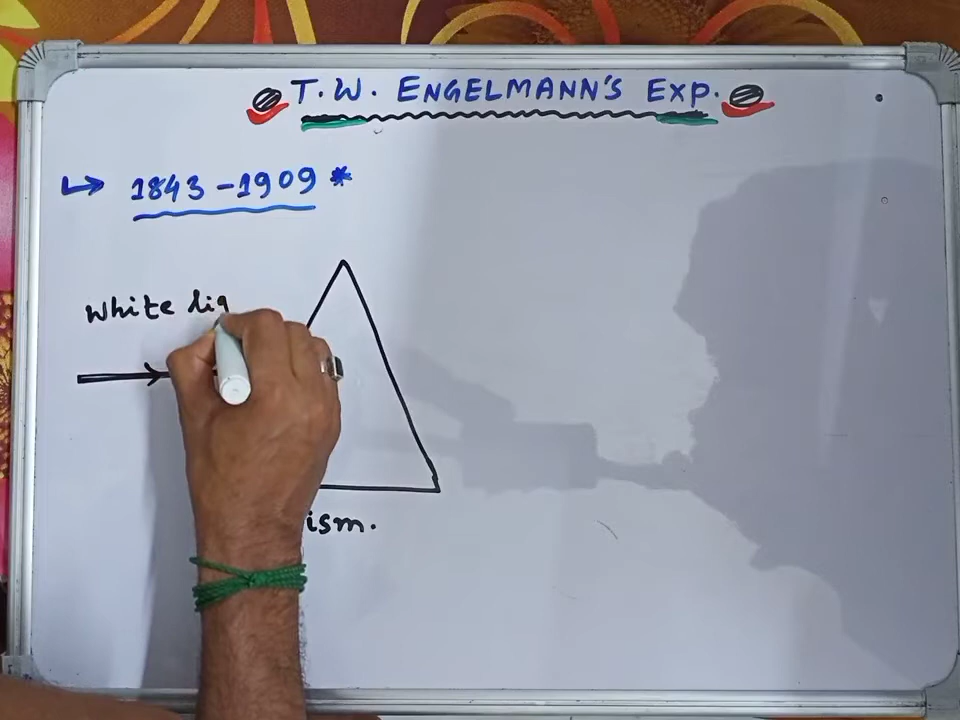 T.W. ENGELMANN'S EXP.
↳ 1843-1909 *
White lig
ism.